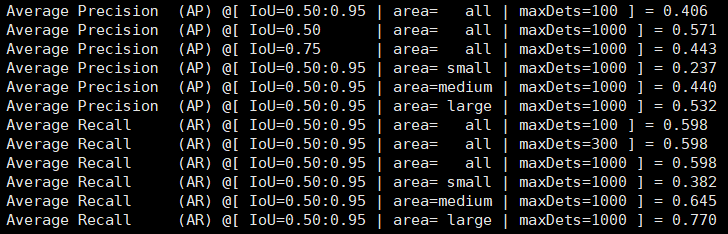 Average Precision  (AP) @[ IoU=0.50:0.95 | area=   all | maxDets=100 ] = 0.406
Average Precision  (AP) @[ IoU=0.50      | area=   all | maxDets=1000 ] = 0.571
Average Precision  (AP) @[ IoU=0.75      | area=   all | maxDets=1000 ] = 0.443
Average Precision  (AP) @[ IoU=0.50:0.95 | area= small | maxDets=1000 ] = 0.237
Average Precision  (AP) @[ IoU=0.50:0.95 | area=medium | maxDets=1000 ] = 0.440
Average Precision  (AP) @[ IoU=0.50:0.95 | area= large | maxDets=1000 ] = 0.532
Average Recall     (AR) @[ IoU=0.50:0.95 | area=   all | maxDets=100 ] = 0.598
Average Recall     (AR) @[ IoU=0.50:0.95 | area=   all | maxDets=300 ] = 0.598
Average Recall     (AR) @[ IoU=0.50:0.95 | area=   all | maxDets=1000 ] = 0.598
Average Recall     (AR) @[ IoU=0.50:0.95 | area= small | maxDets=1000 ] = 0.382
Average Recall     (AR) @[ IoU=0.50:0.95 | area=medium | maxDets=1000 ] = 0.645
Average Recall     (AR) @[ IoU=0.50:0.95 | area= large | maxDets=1000 ] = 0.770